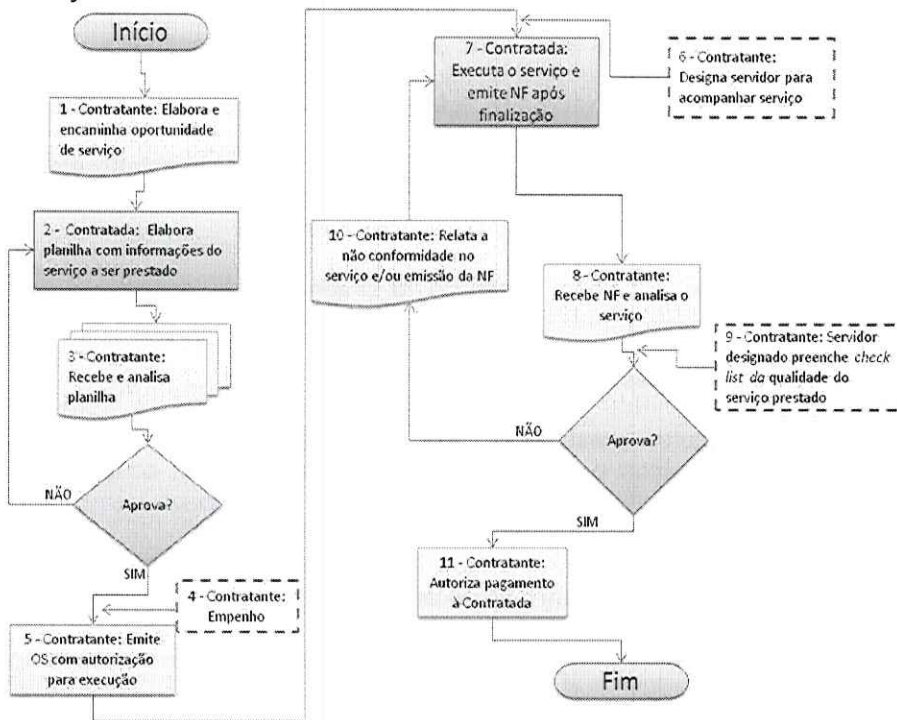 Início
1 - Contratante: Elabora e
encaminha oportunidade
de serviço
2 - Contratada: Elabora
planilha com informações do
serviço a ser prestado
3 - Contratante:
Recebe e analisa
planilha
Aprova?
NÃO
SIM
4 - Contratante:
Empenho
5 - Contratante: Emite
OS com autorização
para execução
6 - Contratante:
Designa servidor para
acompanhar serviço
7 - Contratada:
Executa o serviço e
emite NF após
finalização
8 - Contratante:
Recebe NF e analisa o
serviço
9 - Contratante: Servidor
designado preenche check
list da qualidade do
serviço prestado
Aprova?
NÃO
10 - Contratante: Relata a
não conformidade no
serviço e/ou emissão da NF
SIM
11 - Contratante:
Autoriza pagamento
à Contratada
Fim